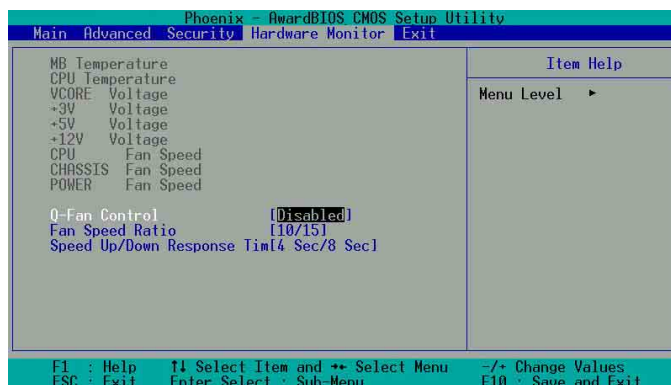 Phoenix - AwardBIOS CMOS Setup Utility
Main Advanced Security Hardware Monitor Exit
MB Temperature
CPU Temperature
VCORE Voltage
+3V Voltage
+5V Voltage
+12V Voltage
CPU Fan Speed
CHASSIS Fan Speed
POWER Fan Speed
Q-Fan Control [Disabled]
Fan Speed Ratio [10/15]
Speed Up/Down Response Tim[4 Sec/8 Sec]
Item Help
Menu Level ▸
F1 : Help ↑↓ Select Item and ↔ Select Menu -/+ Change Values
ESC : Exit Enter Select ▸ Sub-Menu F10 : Save and Exit